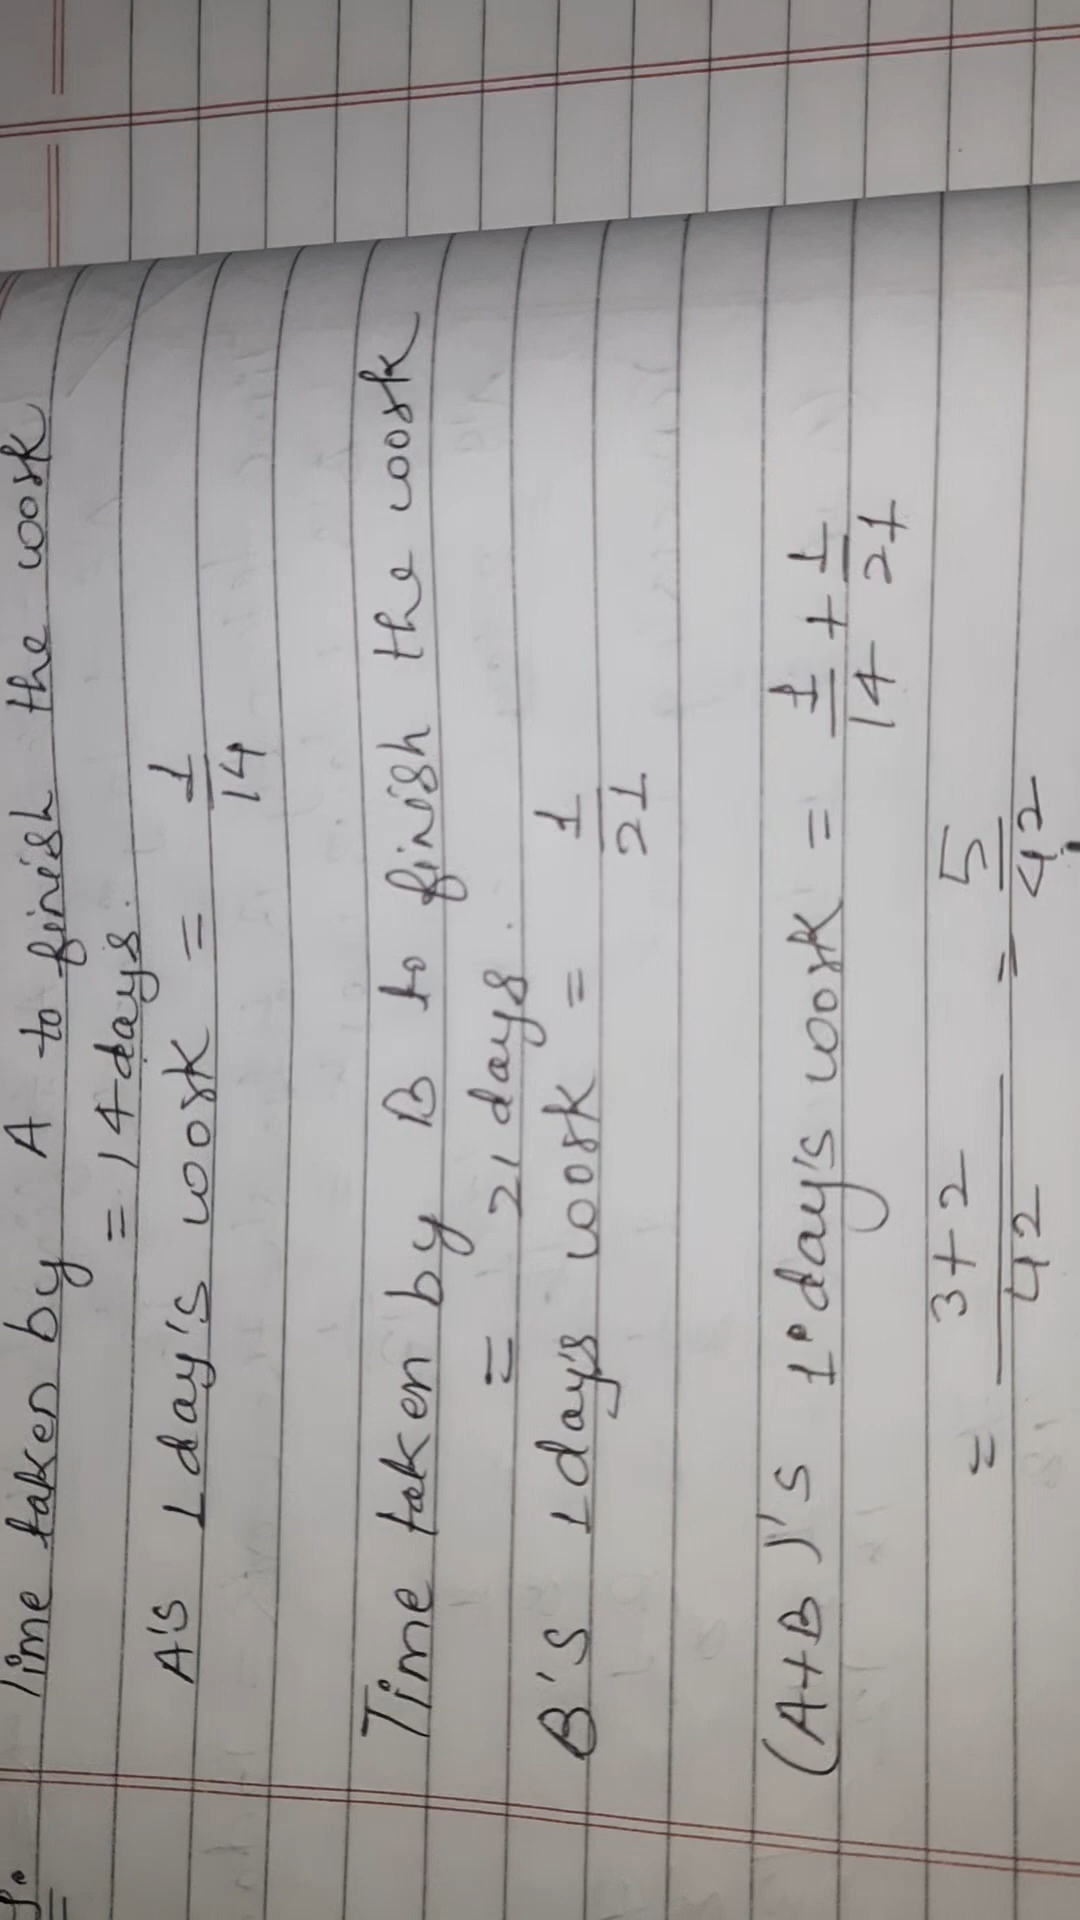 Time taken by A to finish the work
= 14 days.
A's 1 day's work = 1/14
Time taken by B to finish the work
= 21 days.
B's 1 day's work = 1/21
(A+B)'s 1 day's work = 1/14 + 1/21
= 3+2/42 = 5/42